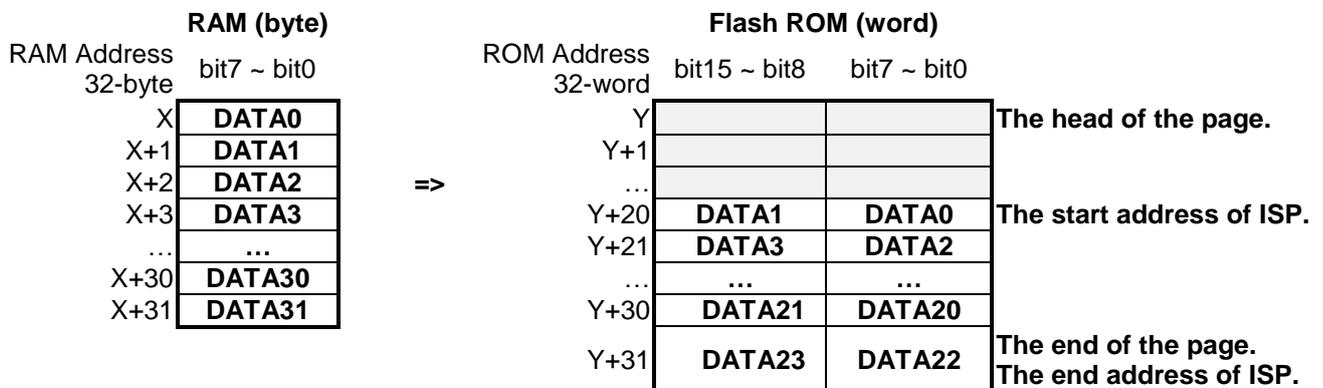 RAM (byte) Flash ROM (word)
RAM Address ROM Address
32-byte bit7 ~ bit0 32-word bit15 ~ bit8 bit7 ~ bit0
X DATA0 Y The head of the page.
X+1 DATA1 Y+1
X+2 DATA2 => …
X+3 DATA3 Y+20 DATA1 DATA0 The start address of ISP.
… … Y+21 DATA3 DATA2
X+30 DATA30 … … …
X+31 DATA31 Y+30 DATA21 DATA20
Y+31 DATA23 DATA22 The end of the page.
The end address of ISP.